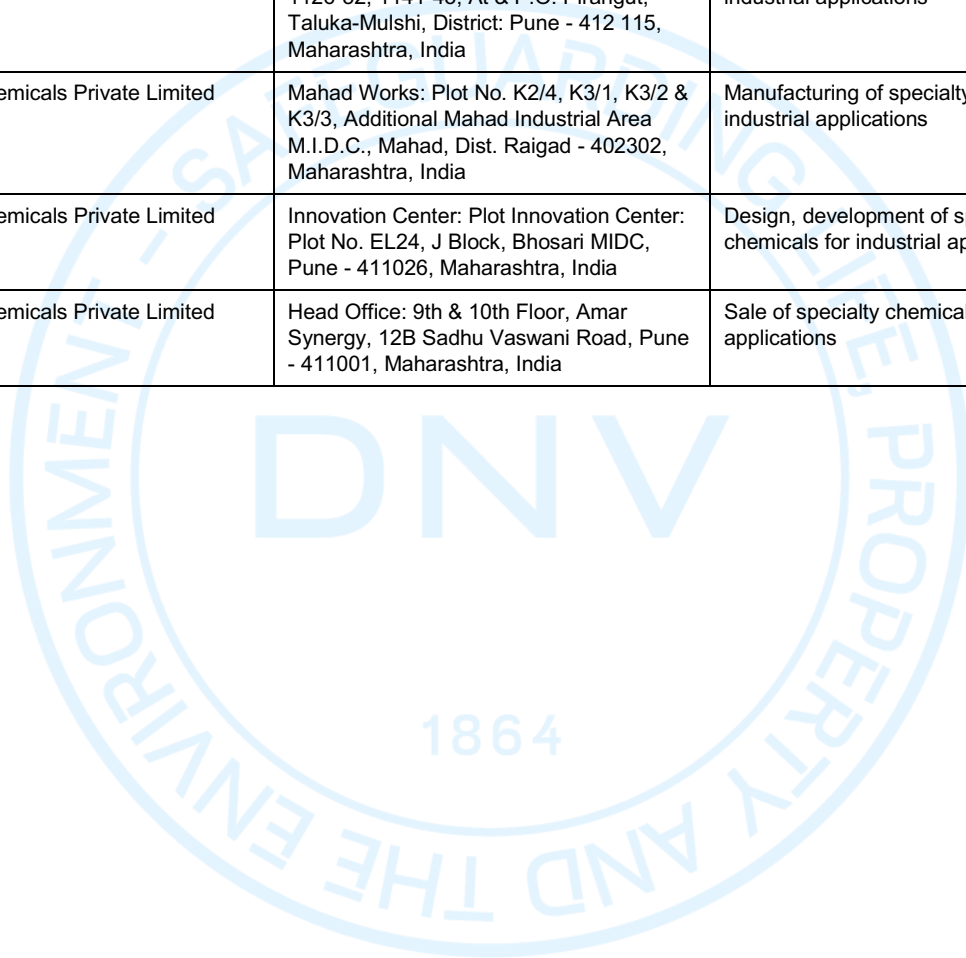 Taluka-Mulshi, District: Pune - 412 115,
Maharashtra, India
Chemicals Private Limited
Mahad Works: Plot No. K2/4, K3/1, K3/2 &
K3/3, Additional Mahad Industrial Area
M.I.D.C., Mahad, Dist. Raigad - 402302,
Maharashtra, India
Manufacturing of specialty
industrial applications
emicals Private Limited
Innovation Center: Plot Innovation Center:
Plot No. EL24, J Block, Bhosari MIDC,
Pune - 411026, Maharashtra, India
Design, development of s
chemicals for industrial ap
emicals Private Limited
Head Office: 9th & 10th Floor, Amar
Synergy, 12B Sadhu Vaswani Road, Pune
- 411001, Maharashtra, India
Sale of specialty chemical
applications
SAFEGUARDING LIFE, PROPERTY AND THE ENVIRONMENT -
DNV
1864